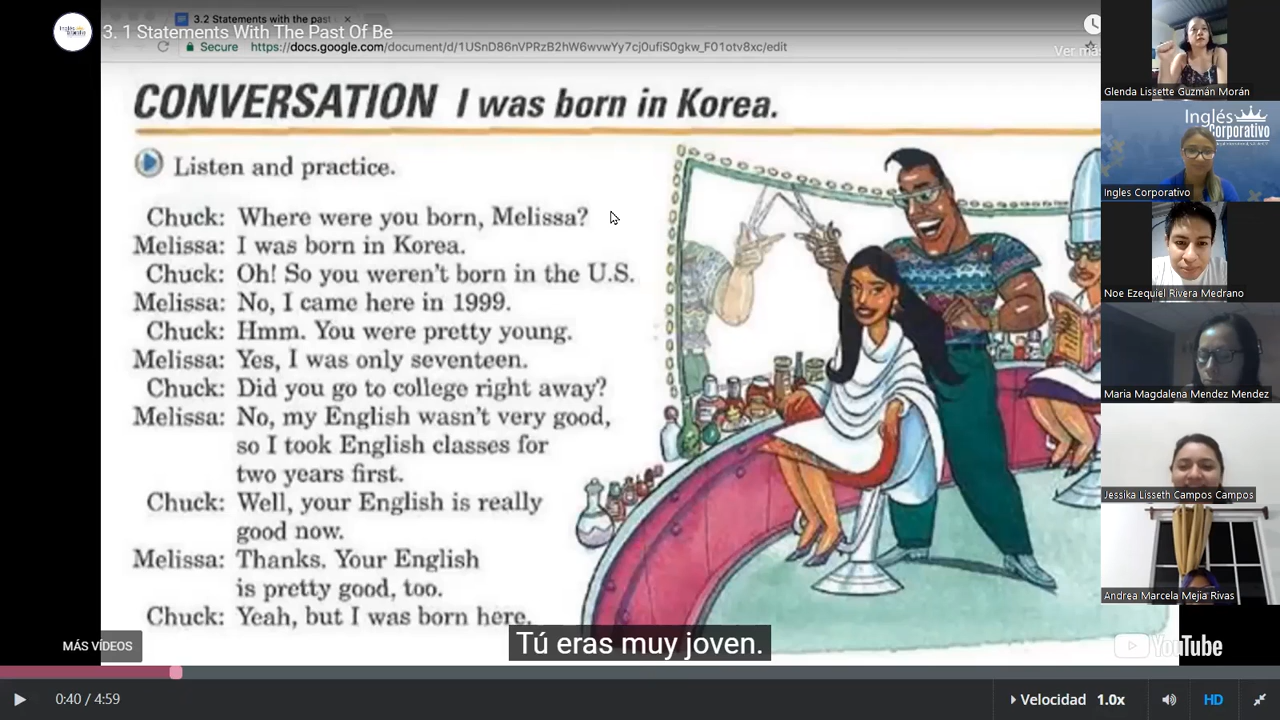 3.2 Statements with the past
3. 1 Statements With The Past Of Be
Secure https://docs.google.com/document/d/1USnD86nVPRzB2hW6wvwYy7cj0ufiS0gkw_F01otv8xc/edit
Ver más
CONVERSATION I was born in Korea.
Listen and practice.
Chuck: Where were you born, Melissa?
Melissa: I was born in Korea.
Chuck: Oh! So you weren't born in the U.S.
Melissa: No, I came here in 1999.
Chuck: Hmm. You were pretty young.
Melissa: Yes, I was only seventeen.
Chuck: Did you go to college right away?
Melissa: No, my English wasn't very good,
so I took English classes for
two years first.
Chuck: Well, your English is really
good now.
Melissa: Thanks. Your English
is pretty good, too.
Chuck: Yeah, but I was born here.
Tú eras muy joven.
MÁS VÍDEOS
YouTube
0:40 / 4:59
Velocidad 1.0x
HD
Glenda Lissette Guzmán Morán
Inglés
Corporativo
Ingles Corporativo
Noe Ezequiel Rivera Medrano
Maria Magdalena Mendez Mendez
Jessika Lisseth Campos Campos
Andrea Marcela Mejia Rivas